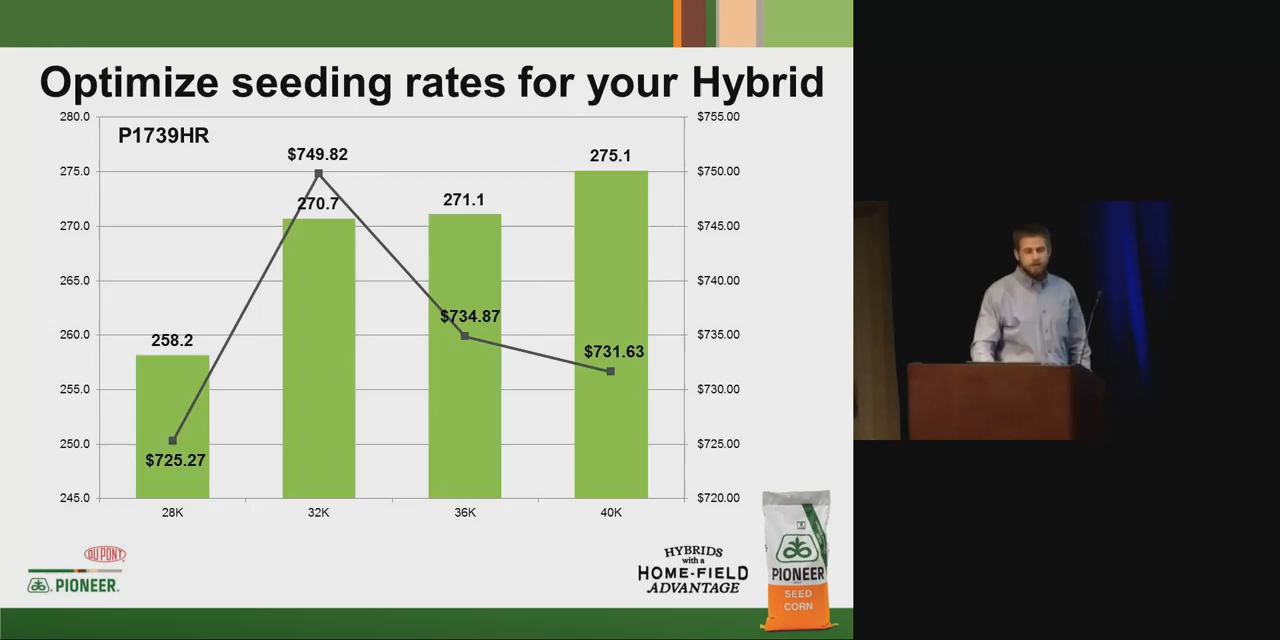 Optimize seeding rates for your Hybrid
P1739HR
280.0
275.0
270.0
265.0
260.0
255.0
250.0
245.0
$755.00
$750.00
$745.00
$740.00
$735.00
$730.00
$725.00
$720.00
258.2
270.7
271.1
275.1
$725.27
$749.82
$734.87
$731.63
28K
32K
36K
40K
DUPONT
PIONEER
HYBRIDS
with a
HOME-FIELD
ADVANTAGE
PIONEER
SEED
CORN